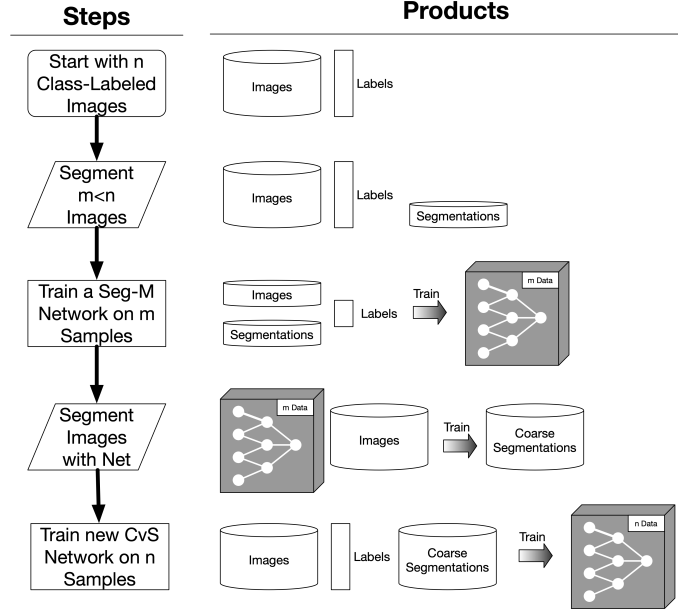 Steps
Products
Start with n
Class-Labeled
Images
Images
Labels
Segment
m<n
Images
Images
Labels
Segmentations
Train a Seg-M
Network on m
Samples
Images
Segmentations
Labels
Train
m Data
Segment
Images
with Net
m Data
Images
Train
Coarse
Segmentations
Train new CvS
Network on n
Samples
Images
Labels
Coarse
Segmentations
Train
n Data